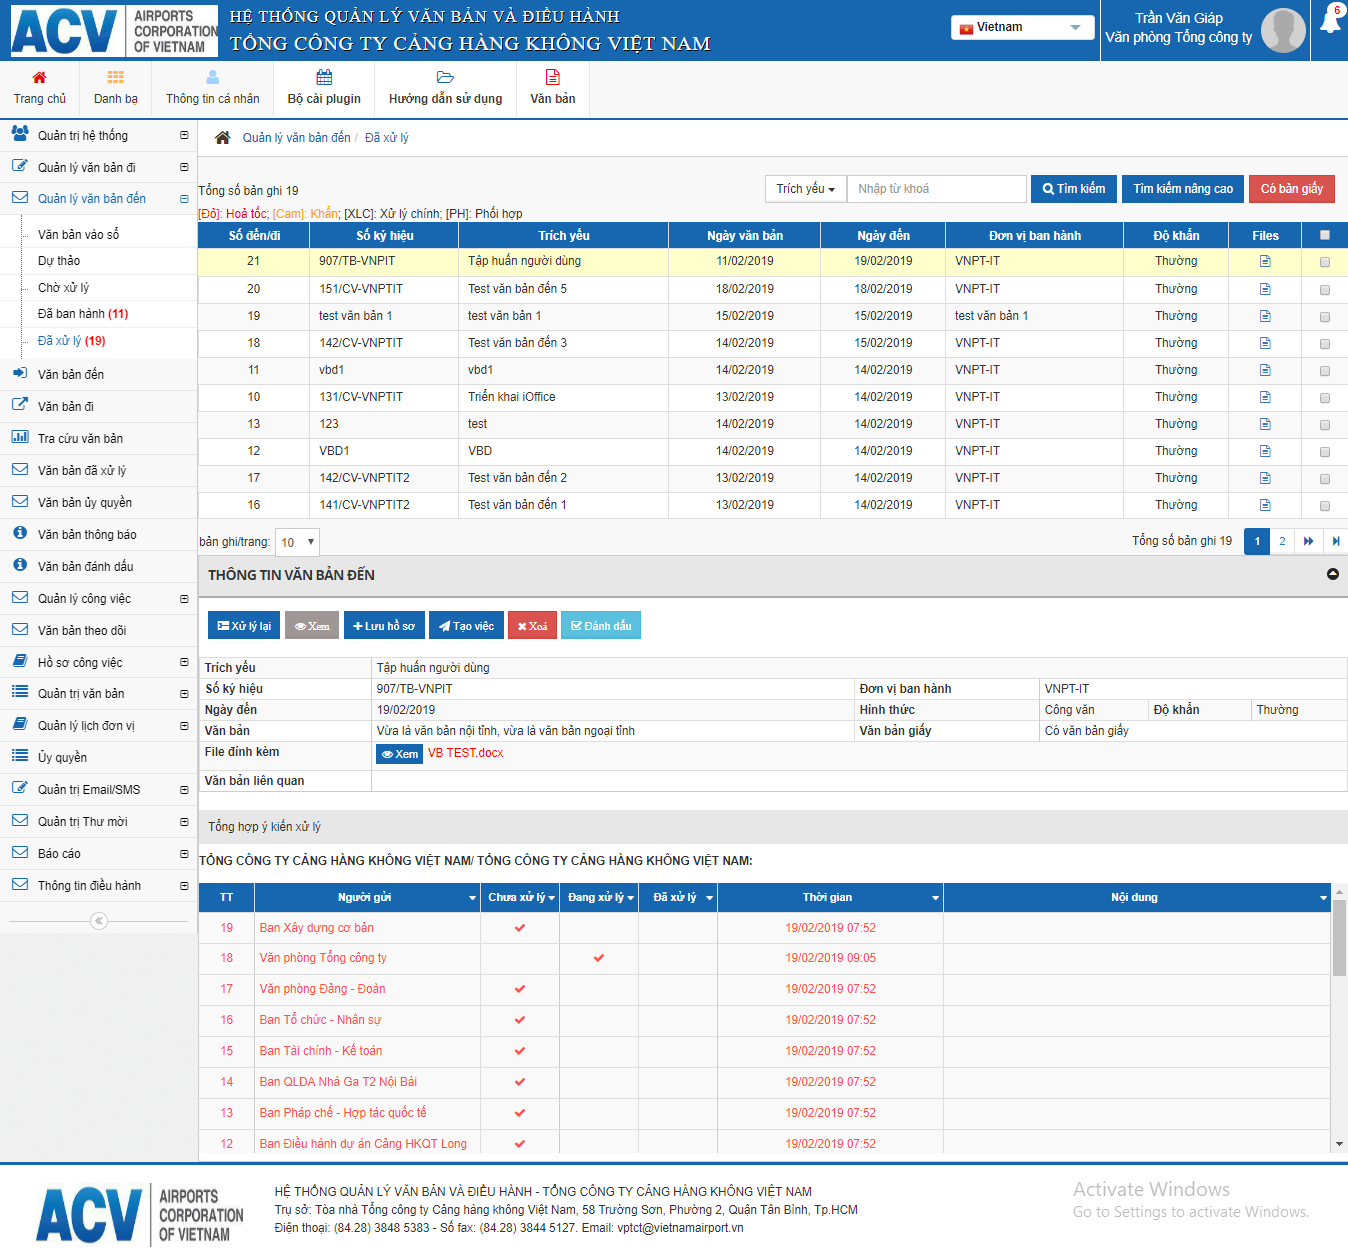 ACV AIRPORTS CORPORATION OF VIETNAM
HỆ THỐNG QUẢN LÝ VĂN BẢN VÀ ĐIỀU HÀNH
TỔNG CÔNG TY CẢNG HÀNG KHÔNG VIỆT NAM
Vietnam
Trần Văn Giáp
Văn phòng Tổng công ty
6
Trang chủ
Danh bạ
Thông tin cá nhân
Bộ cài plugin
Hướng dẫn sử dụng
Văn bản
Quản trị hệ thống
Quản lý văn bản đi
Quản lý văn bản đến
Văn bản vào sổ
Dự thảo
Chờ xử lý
Đã ban hành (11)
Đã xử lý (19)
Văn bản đến
Văn bản đi
Tra cứu văn bản
Văn bản đã xử lý
Văn bản ủy quyền
Văn bản thông báo
Văn bản đánh dấu
Quản lý công việc
Văn bản theo dõi
Hồ sơ công việc
Quản trị văn bản
Quản lý lịch đơn vị
Ủy quyền
Quản trị Email/SMS
Quản trị Thư mời
Báo cáo
Thông tin điều hành
Quản lý văn bản đến / Đã xử lý
Tổng số bản ghi 19
Trích yếu
Nhập từ khoá
Tìm kiếm
Tìm kiếm nâng cao
Có bản giấy
[Đỏ]: Hoả tốc; [Cam]: Khẩn; [XLC]: Xử lý chính; [PH]: Phối hợp
Số đến/đi Số ký hiệu Trích yếu Ngày văn bản Ngày đến Đơn vị ban hành Độ khẩn Files
21 907/TB-VNPIT Tập huấn người dùng 11/02/2019 19/02/2019 VNPT-IT Thường
20 151/CV-VNPTIT Test văn bản đến 5 18/02/2019 18/02/2019 VNPT-IT Thường
19 test văn bản 1 test văn bản 1 15/02/2019 15/02/2019 test văn bản 1 Thường
18 142/CV-VNPTIT Test văn bản đến 3 14/02/2019 15/02/2019 VNPT-IT Thường
11 vbd1 vbd1 14/02/2019 14/02/2019 VNPT-IT Thường
10 131/CV-VNPTIT Triển khai iOffice 13/02/2019 14/02/2019 VNPT-IT Thường
13 123 test 14/02/2019 14/02/2019 VNPT-IT Thường
12 VBD1 VBD 14/02/2019 14/02/2019 VNPT-IT Thường
17 142/CV-VNPTIT2 Test văn bản đến 2 13/02/2019 14/02/2019 VNPT-IT Thường
16 141/CV-VNPTIT2 Test văn bản đến 1 13/02/2019 14/02/2019 VNPT-IT Thường
bản ghi/trang: 10
Tổng số bản ghi 19 1 2
THÔNG TIN VĂN BẢN ĐẾN
Xử lý lại Xem Lưu hồ sơ Tạo việc Xoá Đánh dấu
Trích yếu Tập huấn người dùng
Số ký hiệu 907/TB-VNPIT Đơn vị ban hành VNPT-IT
Ngày đến 19/02/2019 Hình thức Công văn Độ khẩn Thường
Văn bản Vừa là văn bản nội tỉnh, vừa là văn bản ngoại tỉnh Văn bản giấy Có văn bản giấy
File đính kèm Xem VB TEST.docx
Văn bản liên quan
Tổng hợp ý kiến xử lý
TỔNG CÔNG TY CẢNG HÀNG KHÔNG VIỆT NAM/ TỔNG CÔNG TY CẢNG HÀNG KHÔNG VIỆT NAM:
TT Người gửi Chưa xử lý Đang xử lý Đã xử lý Thời gian Nội dung
19 Ban Xây dựng cơ bản 19/02/2019 07:52
18 Văn phòng Tổng công ty 19/02/2019 09:05
17 Văn phòng Đảng - Đoàn 19/02/2019 07:52
16 Ban Tổ chức - Nhân sự 19/02/2019 07:52
15 Ban Tài chính - Kế toán 19/02/2019 07:52
14 Ban QLDA Nhà Ga T2 Nội Bài 19/02/2019 07:52
13 Ban Pháp chế - Hợp tác quốc tế 19/02/2019 07:52
12 Ban Điều hành dự án Cảng HKQT Long 19/02/2019 07:52
ACV AIRPORTS CORPORATION OF VIETNAM
HỆ THỐNG QUẢN LÝ VĂN BẢN VÀ ĐIỀU HÀNH - TỔNG CÔNG TY CẢNG HÀNG KHÔNG VIỆT NAM
Trụ sở: Tòa nhà Tổng công ty Cảng hàng không Việt Nam, 58 Trường Sơn, Phường 2, Quận Tân Bình, Tp.HCM
Điện thoại: (84.28) 3848 5383 - Số fax: (84.28) 3844 5127. Email: vptct@vietnamairport.vn
Activate Windows
Go to Settings to activate Windows.